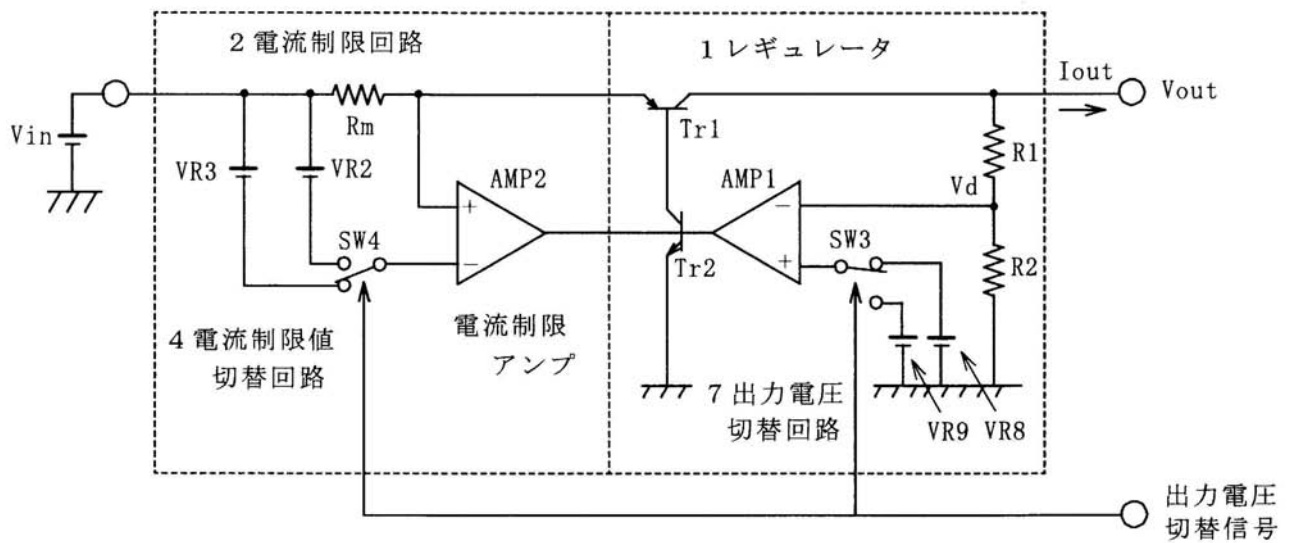 2電流制限回路
1レギュレータ
Iout
Vout
Vin
Rm
Tr1
R1
VR3
VR2
AMP2
AMP1
Vd
+
−
−
+
SW4
SW3
Tr2
R2
4電流制限値
切替回路
電流制限
アンプ
7出力電圧
切替回路
VR9
VR8
出力電圧
切替信号